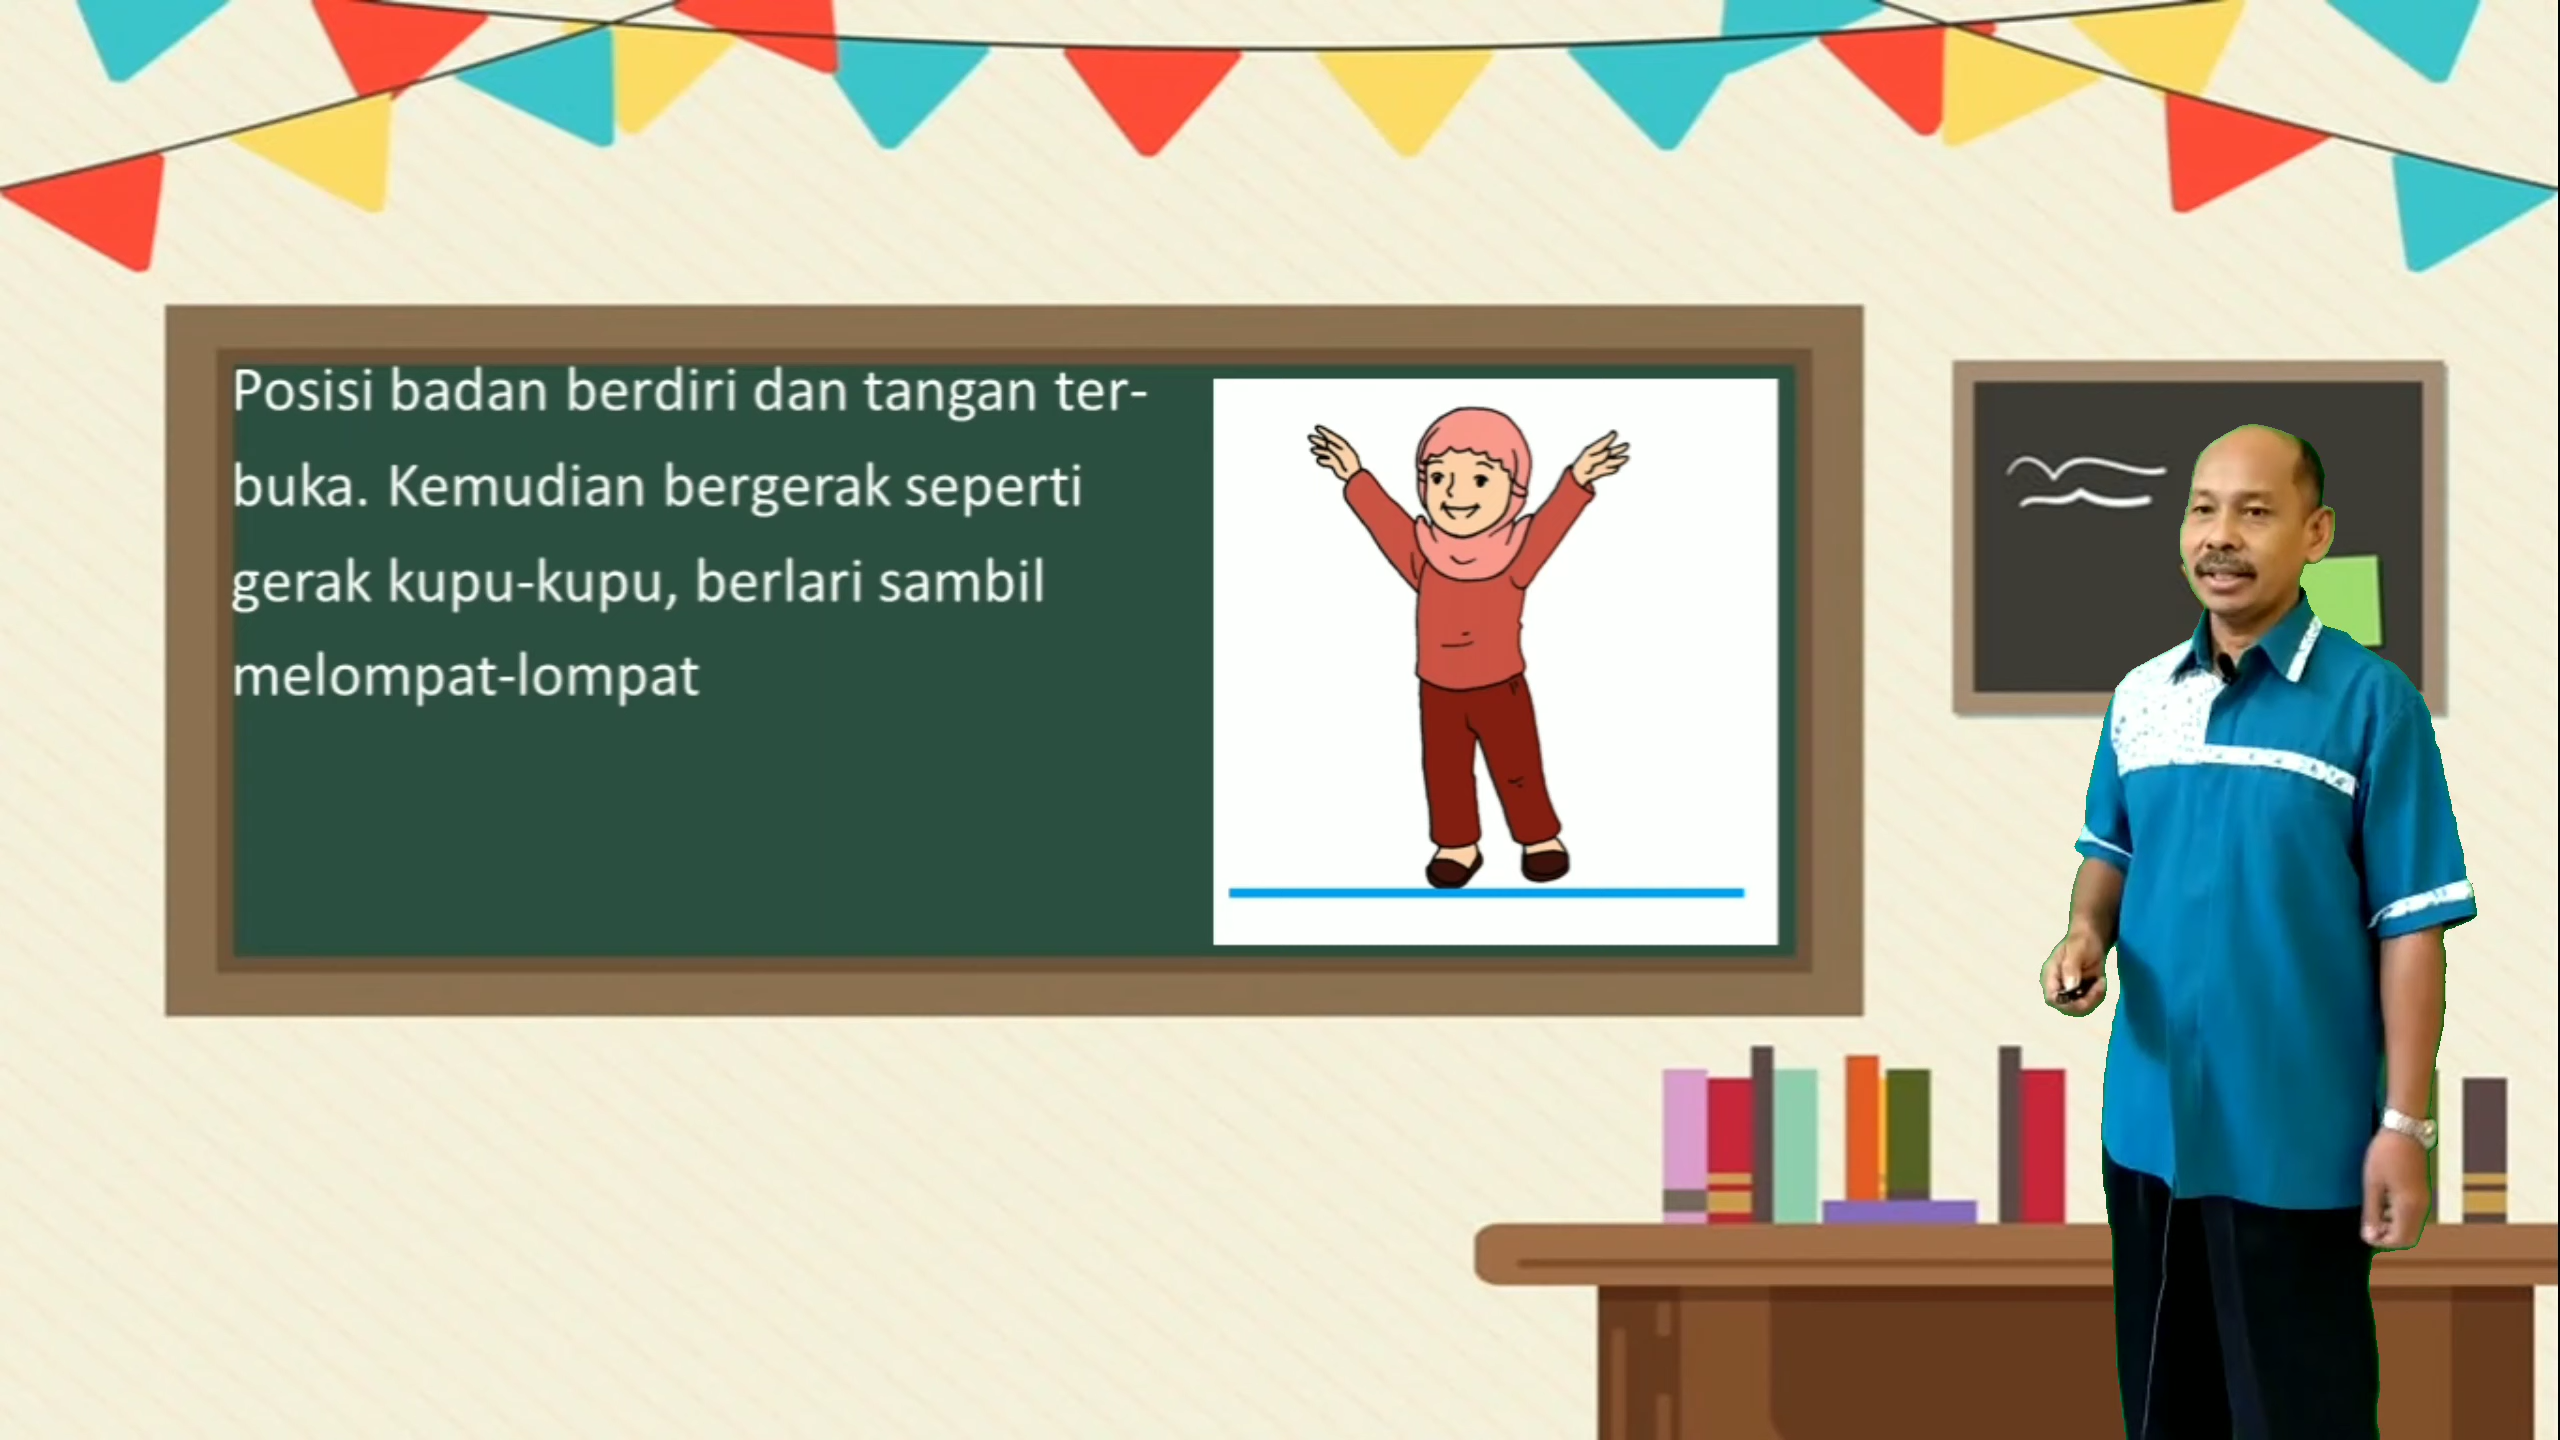 Posisi badan berdiri dan tangan ter-
buka. Kemudian bergerak seperti
gerak kupu-kupu, berlari sambil
melompat-lompat